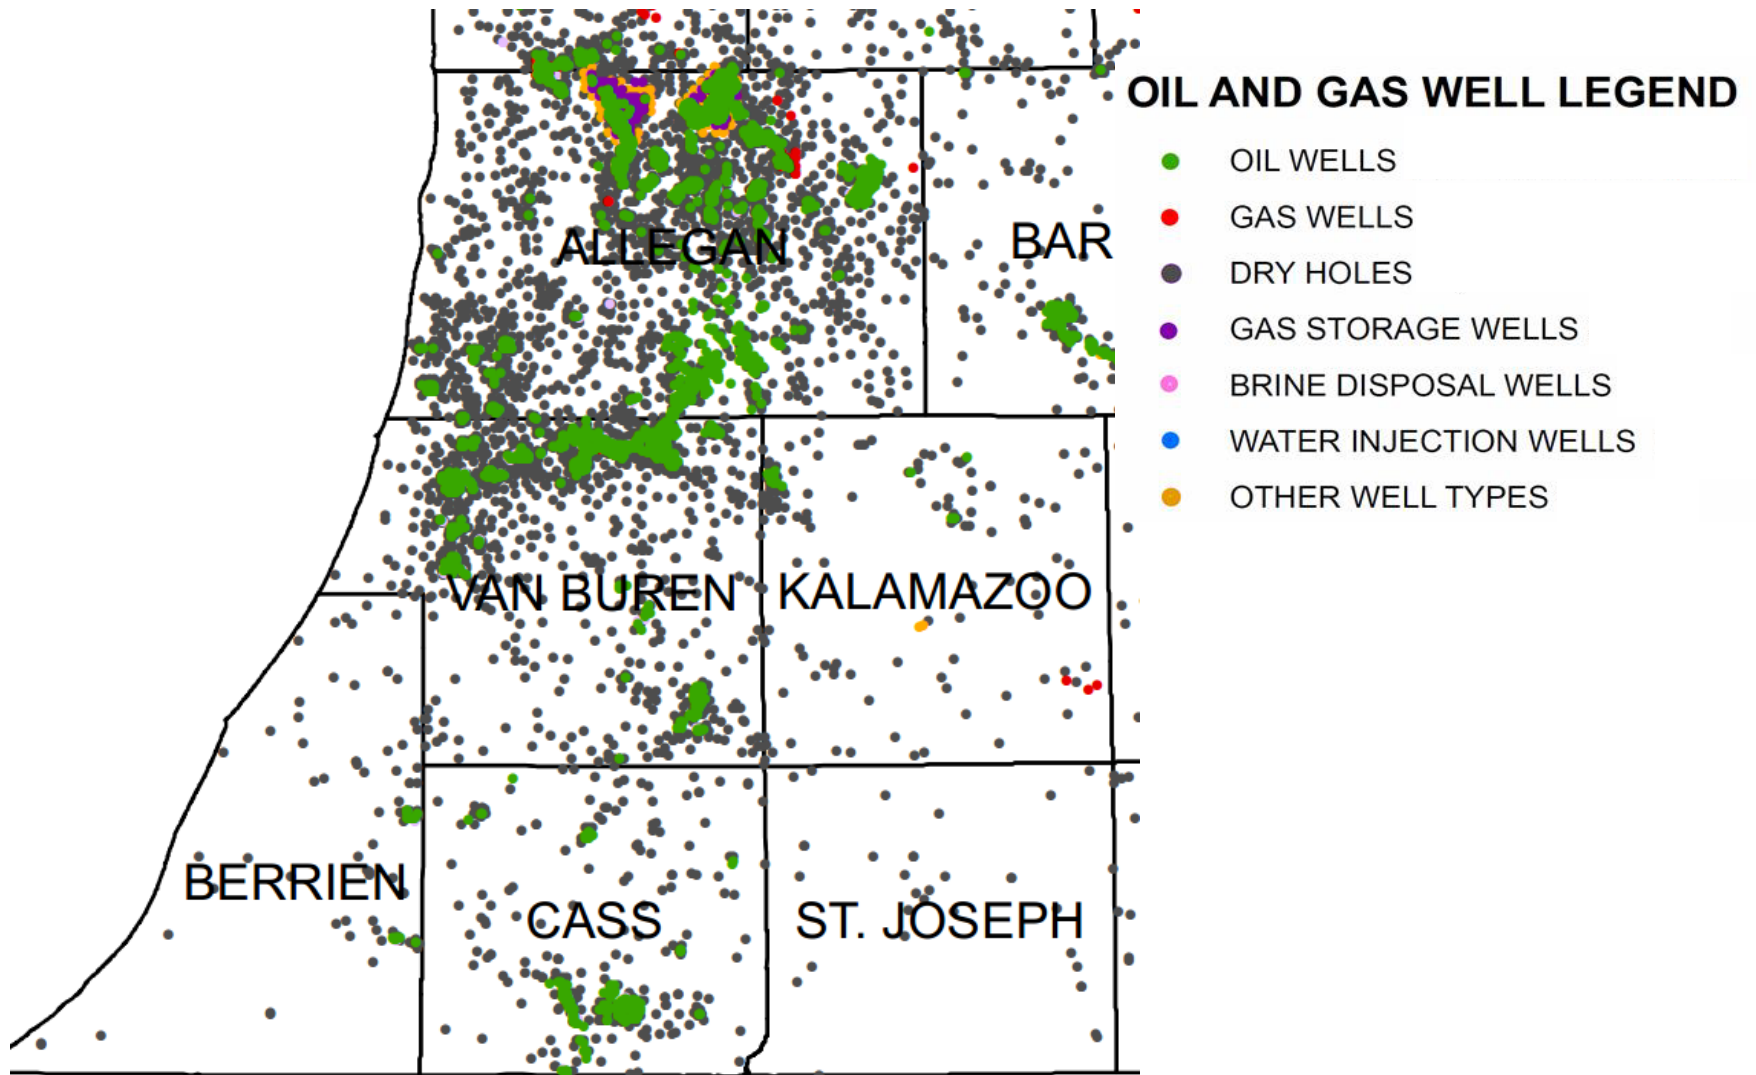 OIL AND GAS WELL LEGEND
OIL WELLS
GAS WELLS
DRY HOLES
GAS STORAGE WELLS
BRINE DISPOSAL WELLS
WATER INJECTION WELLS
OTHER WELL TYPES
ALLEGAN
BAR
VAN BUREN
KALAMAZOO
BERRIEN
CASS
ST. JOSEPH